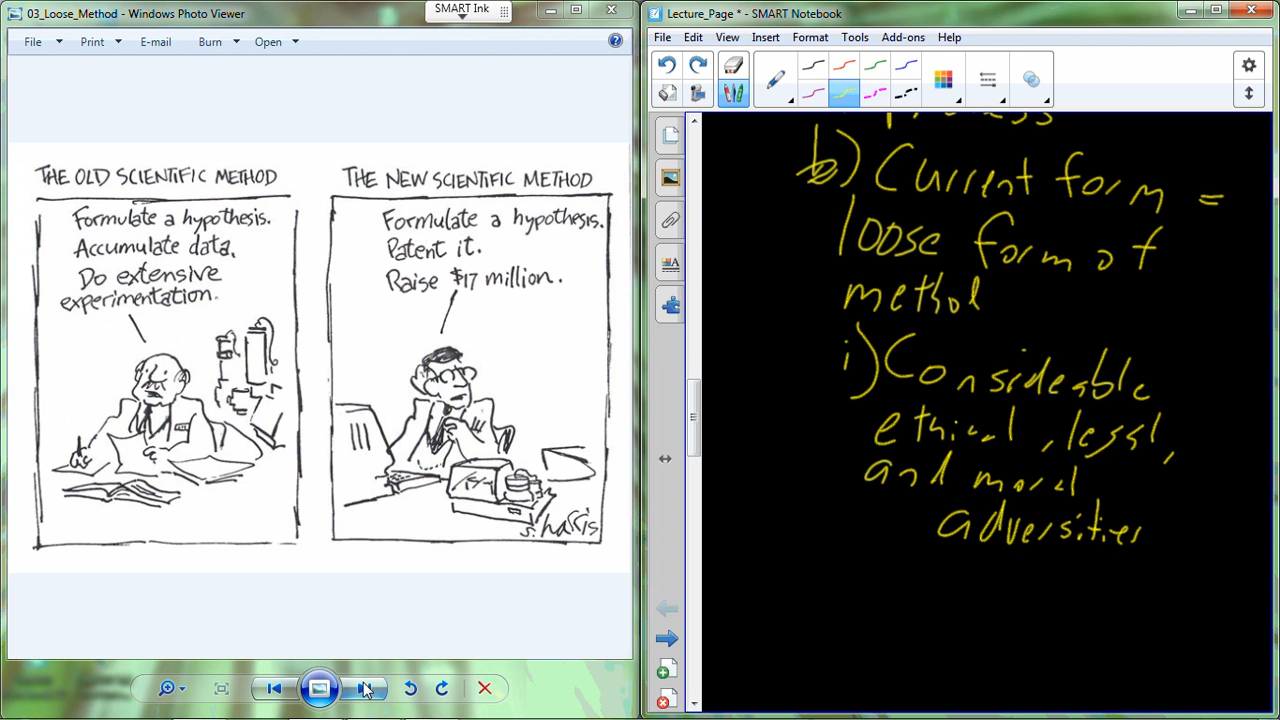 03_Loose_Method - Windows Photo Viewer
SMART Ink
File Print E-mail Burn Open
THE OLD SCIENTIFIC METHOD
Formulate a hypothesis.
Accumulate data.
Do extensive
experimentation.
THE NEW SCIENTIFIC METHOD
Formulate a hypothesis.
Patent it.
Raise $17 million.
s. harris
Lecture_Page * - SMART Notebook
File Edit View Insert Format Tools Add-ons Help
b) Current form =
loose form of
method
i) Consideable
ethical, legal,
and moral
adversities